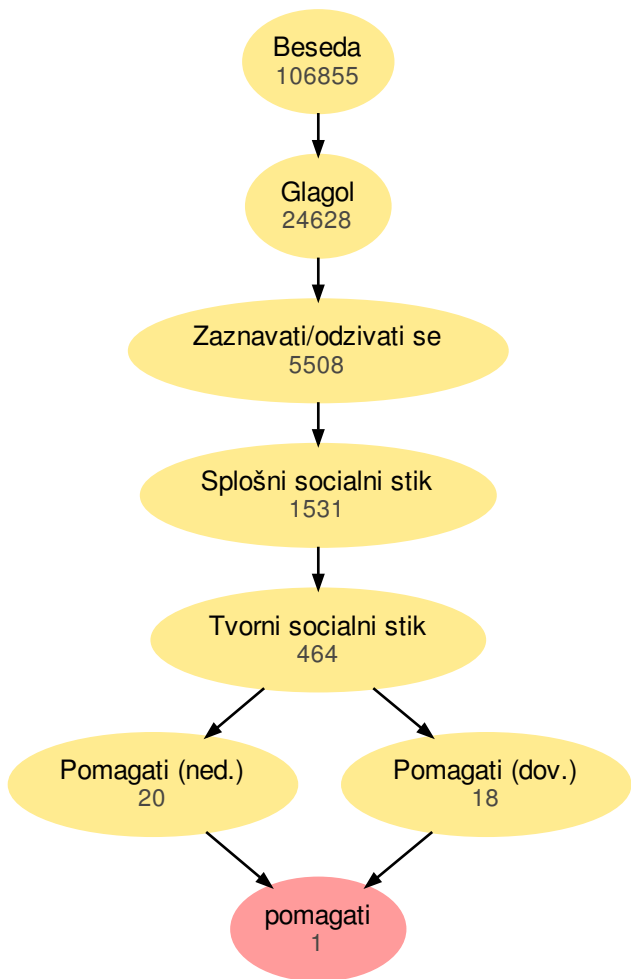 Beseda
106855
Glagol
24628
Zaznavati/odzivati se
5508
Splošni socialni stik
1531
Tvorni socialni stik
464
Pomagati (ned.)
20
Pomagati (dov.)
18
pomagati
1